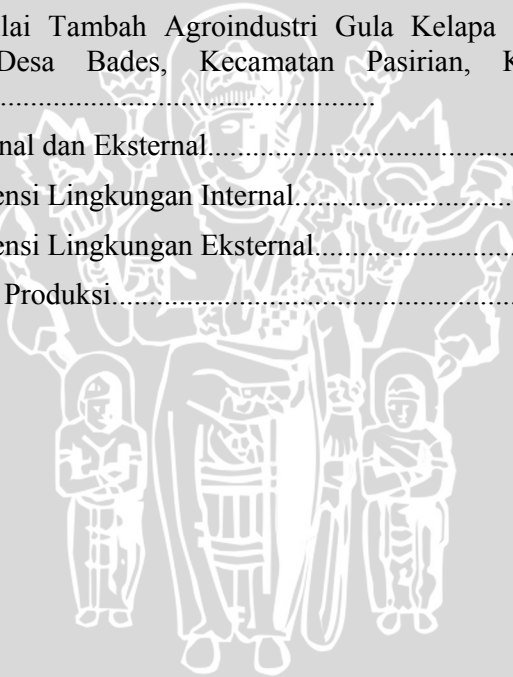 lai Tambah Agroindustri Gula Kelapa
Desa Bades, Kecamatan Pasirian, K
................................................
nal dan Eksternal........................................
ensi Lingkungan Internal............................
ensi Lingkungan Eksternal.........................
Produksi.....................................................